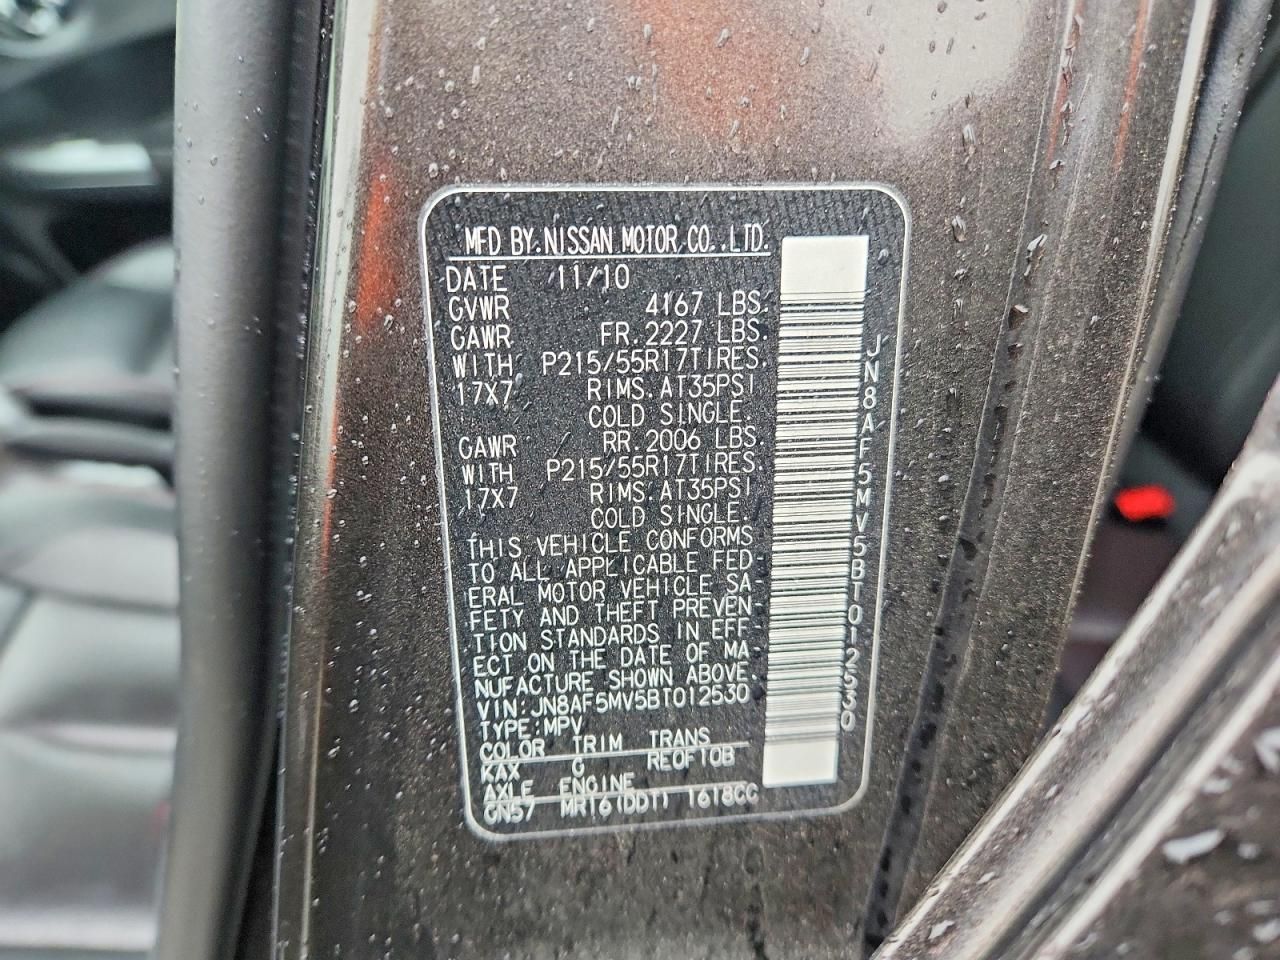 MFD BY.NISSAN MOTOR CO.,LTD.
DATE 11/10
GVWR 4167 LBS.
GAWR FR.2227 LBS.
WITH P215/55R17TIRES.
17X7 RIMS.AT35PSI
COLD SINGLE.
GAWR RR.2006 LBS.
WITH P215/55R17TIRES.
17X7 RIMS.AT35PSI
COLD SINGLE.
THIS VEHICLE CONFORMS
TO ALL APPLICABLE FED-
ERAL MOTOR VEHICLE SA-
FETY AND THEFT PREVEN-
TION STANDARDS IN EFF
ECT ON THE DATE OF MA-
NUFACTURE SHOWN ABOVE.
VIN:JN8AF5MV5BT012530
TYPE:MPV
COLOR TRIM TRANS
KAX G RE0F10B
AXLE ENGINE
GN57 MR16(DDT) 1618CC
JN8AF5MV5BT012530